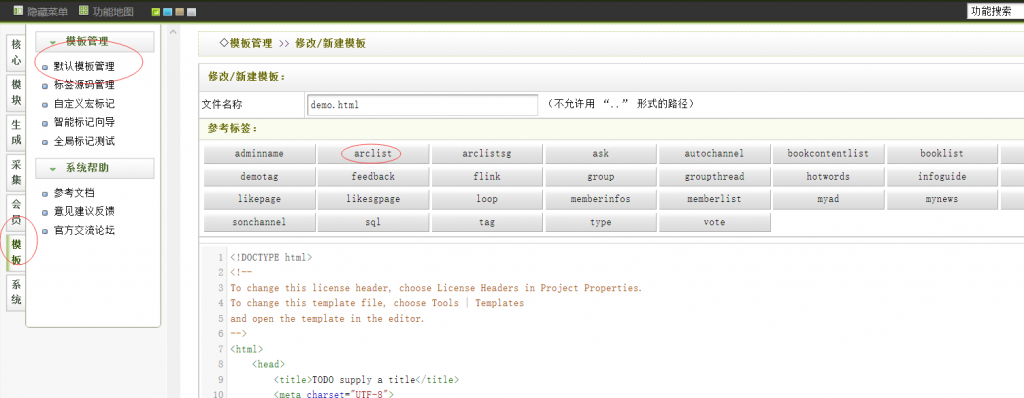 隐藏菜单 功能地图 功能搜索
核心
模块
生成
采集
会员
模板
系统
模板管理
默认模板管理
标签源码管理
自定义宏标记
智能标记向导
全局标记测试
系统帮助
参考文档
意见建议反馈
官方交流论坛
◇模板管理 >> 修改/新建模板
修改/新建模板：
文件名称 demo.html （不允许用 “..” 形式的路径）
参考标签：
adminname arclist arclistsg ask autochannel bookcontentlist booklist
demotag feedback flink group groupthread hotwords infoguide
likepage likesgpage loop memberinfos memberlist myad mynews
sonchannel sql tag type vote
1 <!DOCTYPE html>
2 <!--
3 To change this license header, choose License Headers in Project Properties.
4 To change this template file, choose Tools | Templates
5 and open the template in the editor.
6 -->
7 <html>
8 <head>
9 <title>TODO supply a title</title>
10 <meta charset="UTF-8">